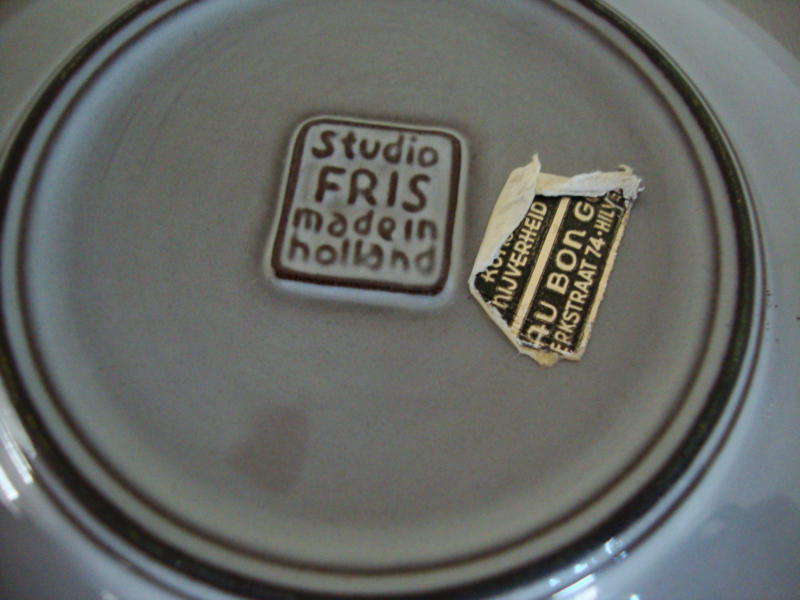 studio
FRIS
made in
holland
NIJVERHEID
AU BON G
ERKSTRAAT 74-HILV